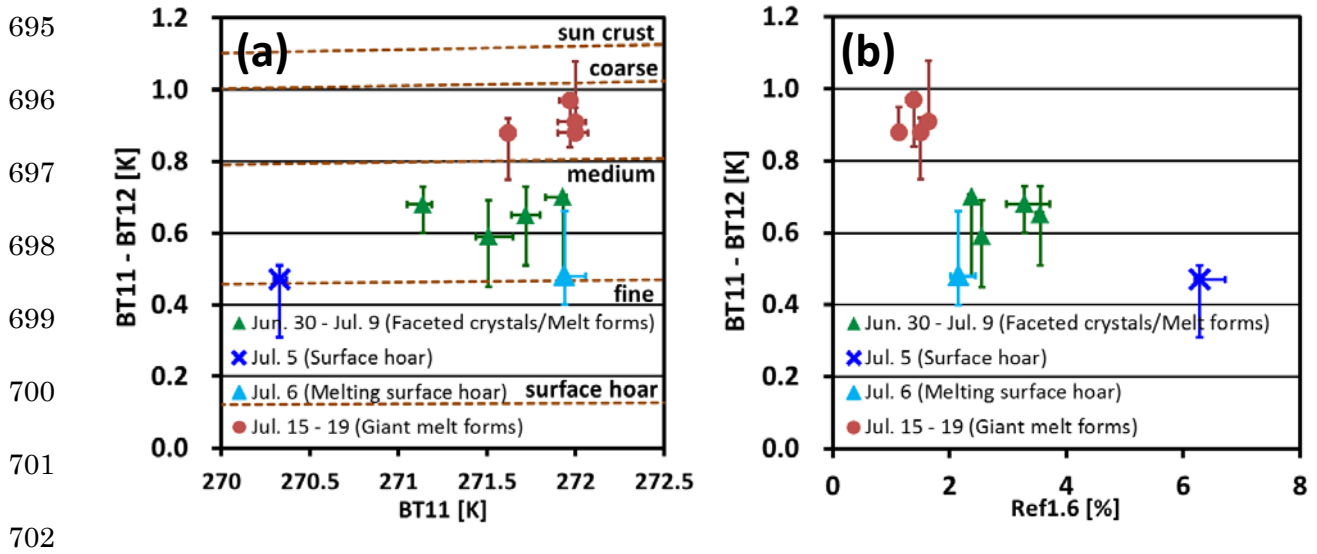 695
696
697
698
699
700
701
702
(a)
1.2
1.0
0.8
0.6
0.4
0.2
0.0
BT11 - BT12 [K]
sun crust
coarse
medium
fine
surface hoar
Jun. 30 - Jul. 9 (Faceted crystals/Melt forms)
Jul. 5 (Surface hoar)
Jul. 6 (Melting surface hoar)
Jul. 15 - 19 (Giant melt forms)
270 270.5 271 271.5 272 272.5
BT11 [K]
(b)
1.2
1.0
0.8
0.6
0.4
0.2
0.0
BT11 - BT12 [K]
Jun. 30 - Jul. 9 (Faceted crystals/Melt forms)
Jul. 5 (Surface hoar)
Jul. 6 (Melting surface hoar)
Jul. 15 - 19 (Giant melt forms)
0 2 4 6 8
Ref1.6 [%]